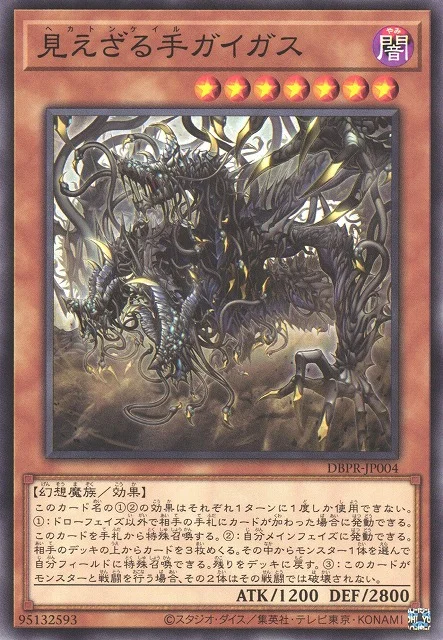 ヘカトンケイル
見えざる手ガイガス
やみ
闇
DBPR-JP004
【幻想魔族／効果】
このカード名の①②の効果はそれぞれ1ターンに1度しか使用できない。
①：ドローフェイズ以外で相手の手札にカードが加わった場合に発動できる。
このカードを手札から特殊召喚する。②：自分メインフェイズに発動できる。
相手のデッキの上からカードを3枚めくる。その中からモンスター1体を選んで
自分フィールドに特殊召喚できる。残りをデッキに戻す。③：このカードが
モンスターと戦闘を行う場合、その2体はその戦闘では破壊されない。
ATK/1200 DEF/2800
95132593 ©スタジオ・ダイス／集英社・テレビ東京・KONAMI